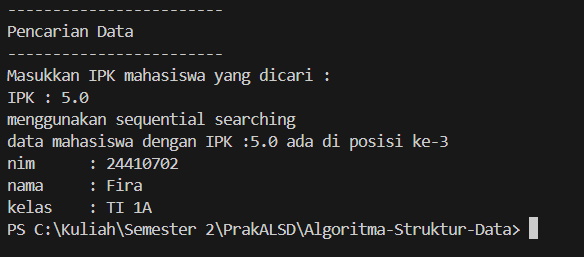 ------------------------
Pencarian Data
------------------------
Masukkan IPK mahasiswa yang dicari :
IPK : 5.0
menggunakan sequential searching
data mahasiswa dengan IPK :5.0 ada di posisi ke-3
nim      : 24410702
nama     : Fira
kelas    : TI 1A
PS C:\Kuliah\Semester 2\PrakALSD\Algoritma-Struktur-Data>